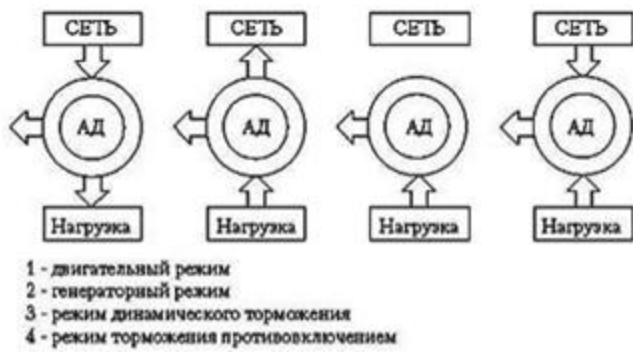 СЕТЬ СЕТЬ СЕТЬ СЕТЬ
АД АД АД АД
Нагрузка Нагрузка Нагрузка Нагрузка
1 - двигательный режим
2 - генераторный режим
3 - режим динамического торможения
4 - режим торможения противовключением